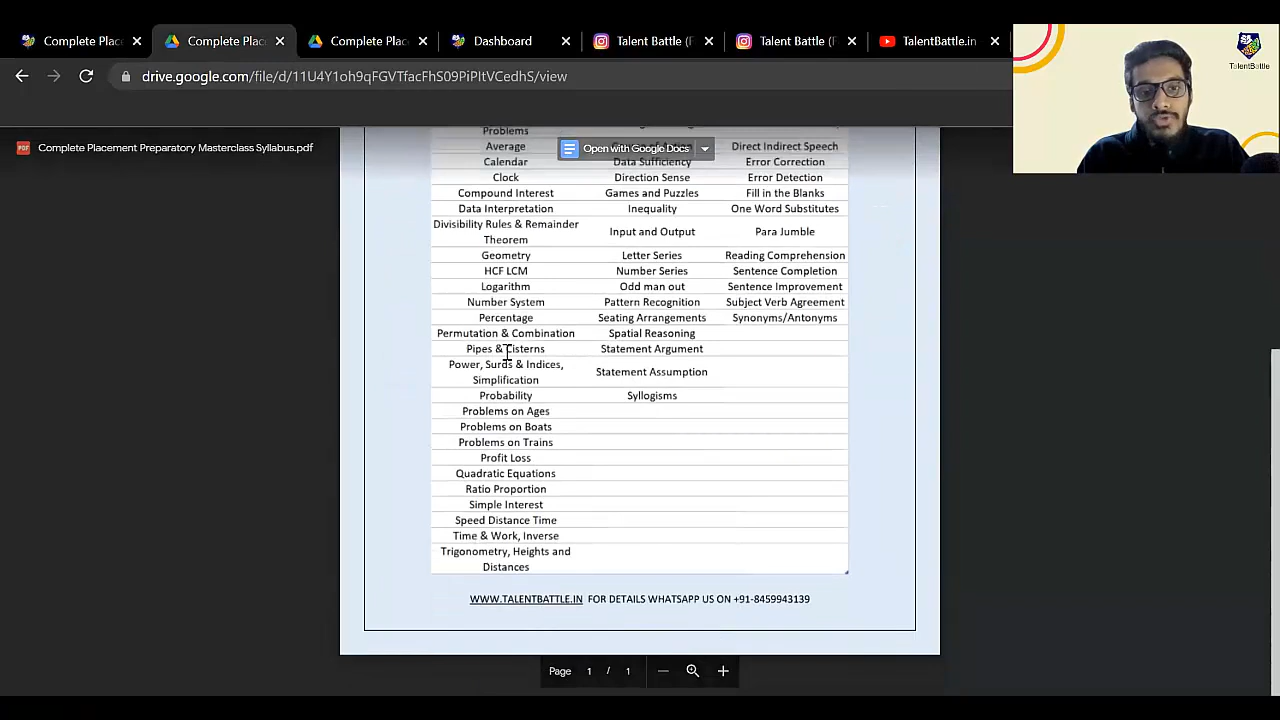 Complete Plac
Complete Plac
Complete Plac
Dashboard
Talent Battle (F
Talent Battle (F
TalentBattle.in
TalentBattle
drive.google.com/file/d/11U4Y1oh9qFGVTfacFhS09PiPItVCedhS/view
Complete Placement Preparatory Masterclass Syllabus.pdf
Open with Google Docs
Problems
Average Direct Indirect Speech
Calendar Data Sufficiency Error Correction
Clock Direction Sense Error Detection
Compound Interest Games and Puzzles Fill in the Blanks
Data Interpretation Inequality One Word Substitutes
Divisibility Rules & Remainder
Theorem Input and Output Para Jumble
Geometry Letter Series Reading Comprehension
HCF LCM Number Series Sentence Completion
Logarithm Odd man out Sentence Improvement
Number System Pattern Recognition Subject Verb Agreement
Percentage Seating Arrangements Synonyms/Antonyms
Permutation & Combination Spatial Reasoning
Pipes & Cisterns Statement Argument
Power, Surds & Indices,
Simplification Statement Assumption
Probability Syllogisms
Problems on Ages
Problems on Boats
Problems on Trains
Profit Loss
Quadratic Equations
Ratio Proportion
Simple Interest
Speed Distance Time
Time & Work, Inverse
Trigonometry, Heights and
Distances
WWW.TALENTBATTLE.IN FOR DETAILS WHATSAPP US ON +91-8459943139
Page 1 / 1